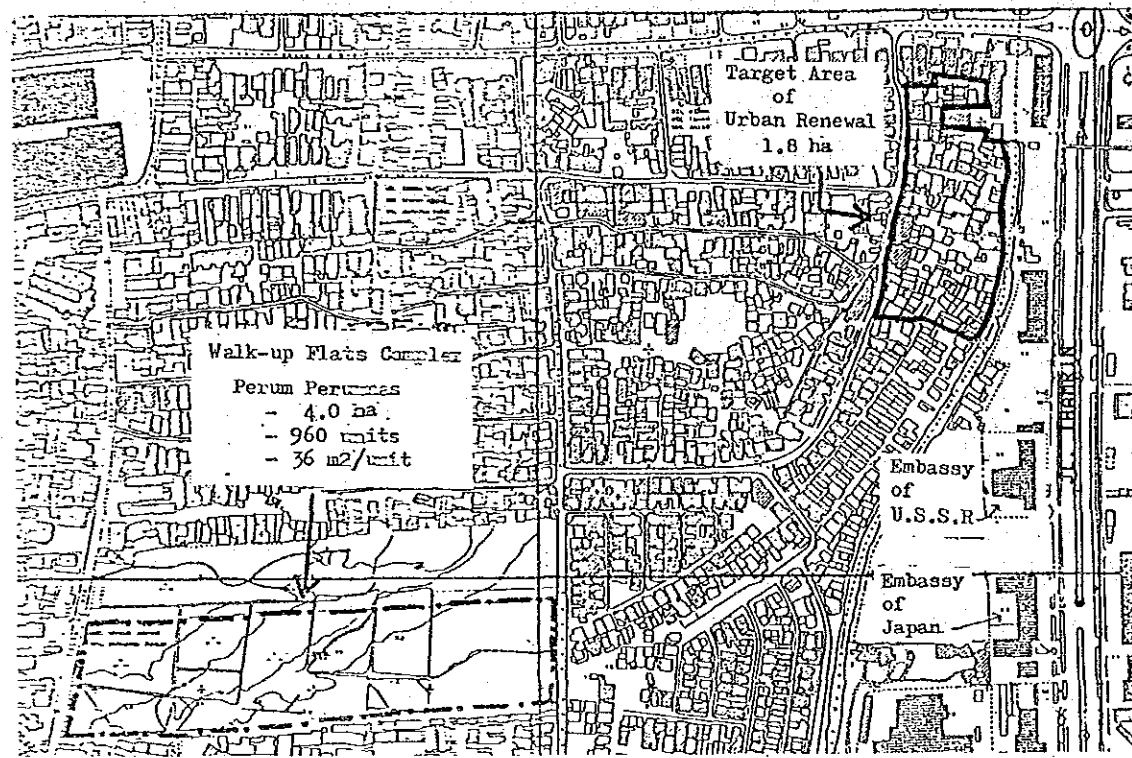 Target Area
of
Urban Renewal
1.8 ha
Walk-up Flats Complex
Perum Perumnas
- 4.0 ha
- 960 units
- 36 m2/unit
Embassy
of
U.S.S.R
Embassy
of
Japan
THAMRIN